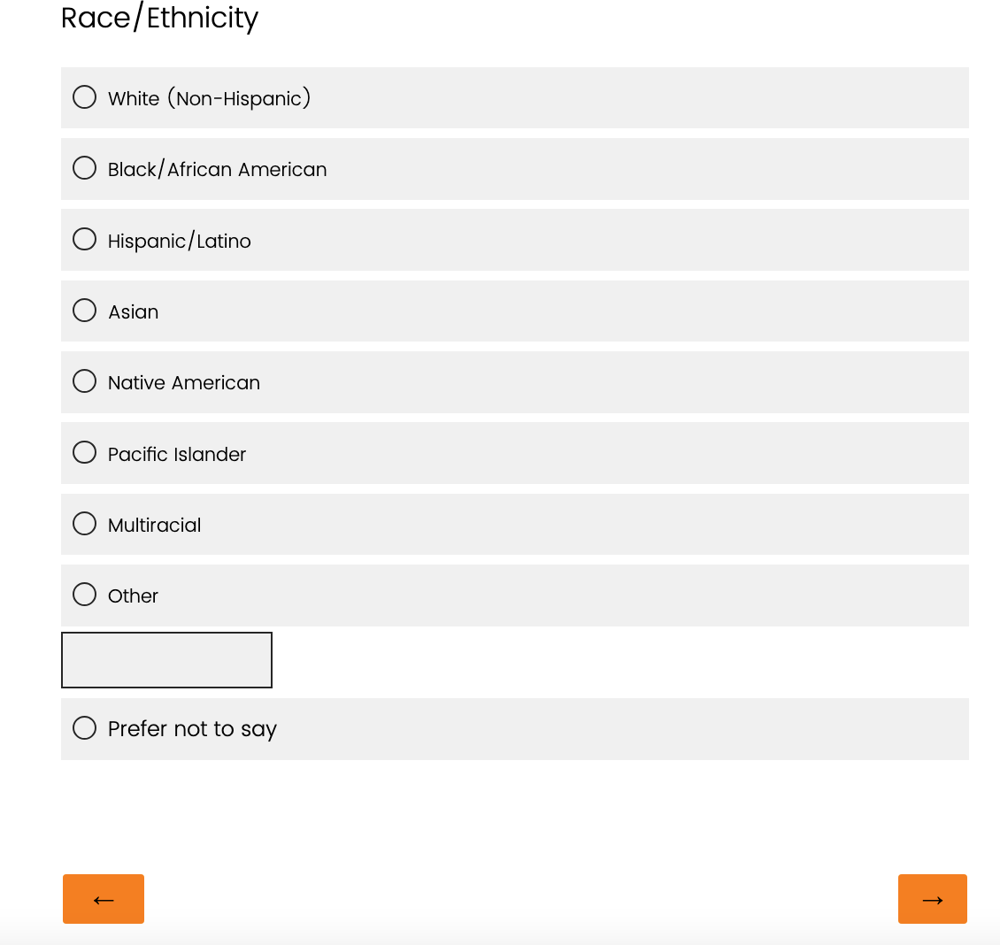 Race/Ethnicity
White (Non-Hispanic)
Black/African American
Hispanic/Latino
Asian
Native American
Pacific Islander
Multiracial
Other
Prefer not to say
← →